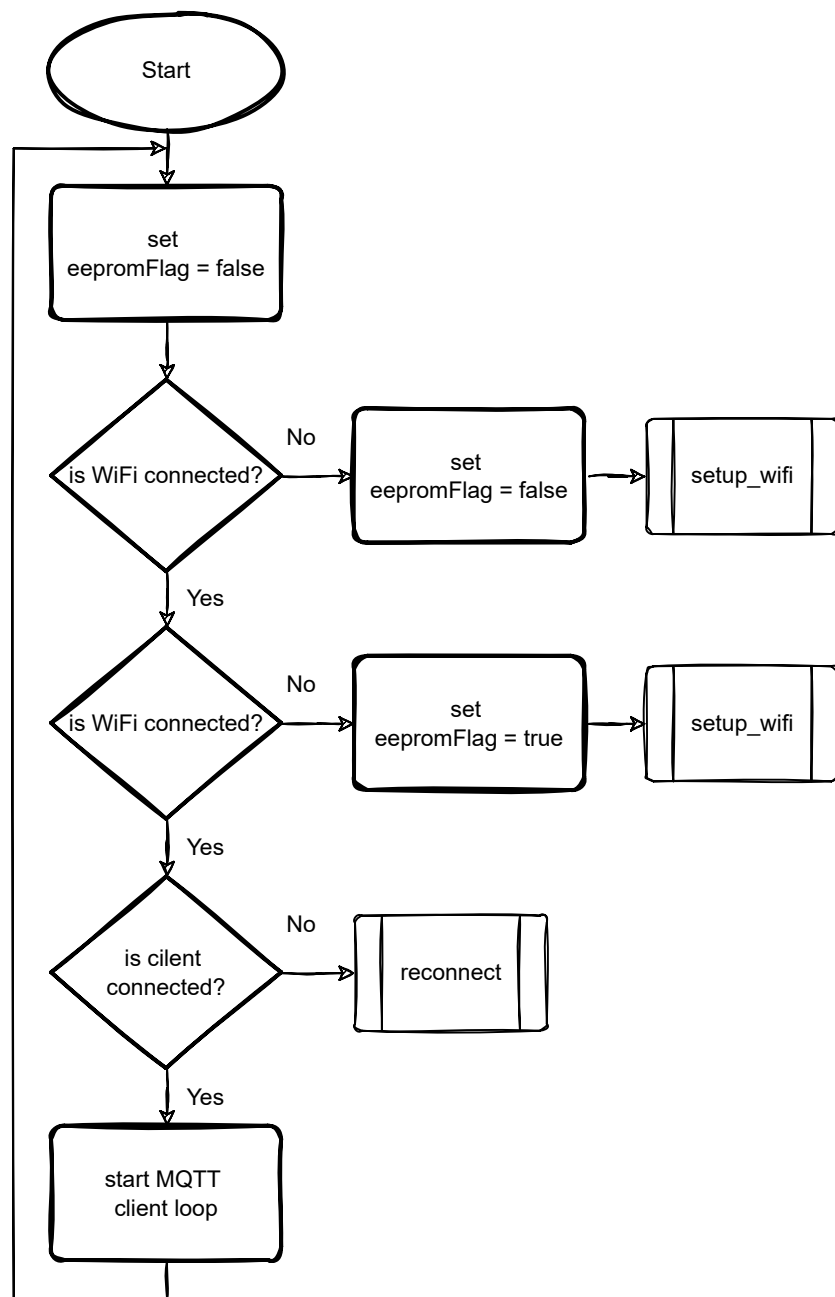 Start
set
eepromFlag = false
is WiFi connected?
No
set
eepromFlag = false
setup_wifi
Yes
is WiFi connected?
No
set
eepromFlag = true
setup_wifi
Yes
is cilent
connected?
No
reconnect
Yes
start MQTT
client loop